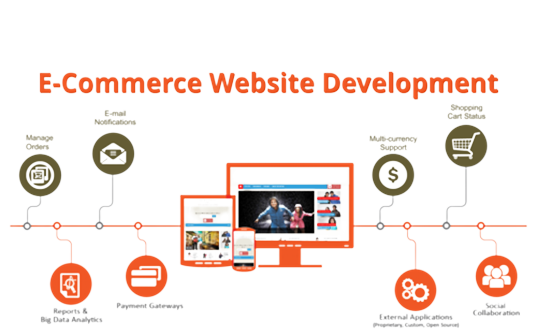 E-Commerce Website Development
Shopping
Cart Status
E-mail
Notifications
Manage
Orders
Multi-currency
Support
Reports &
Big Data Analytics
Payment Gateways
External Applications
(Proprietary, Custom, Open Source)
Social
Collaboration